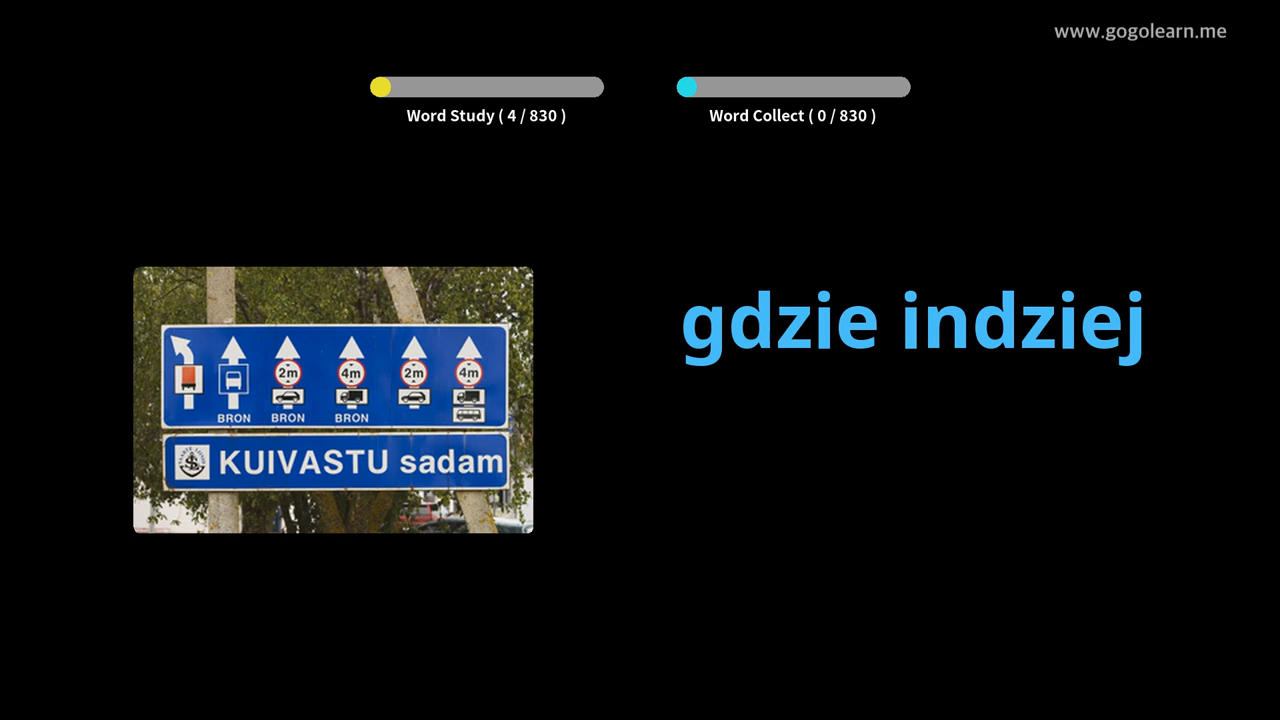 www.gogolearn.me
Word Study ( 4 / 830 )
Word Collect ( 0 / 830 )
gdzie indziej
2m 4m 2m 4m
BRON BRON BRON
KUIVASTU sadam